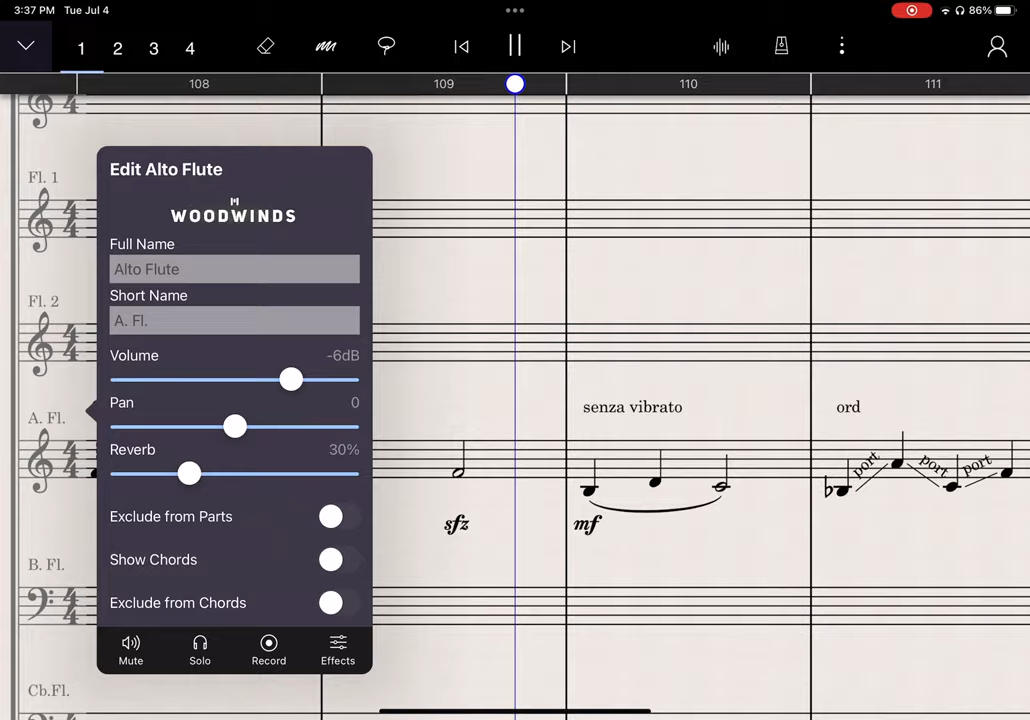 3:37 PM Tue Jul 4
86%
1 2 3 4
108 109 110 111
Fl. 1
Fl. 2
A. Fl.
B. Fl.
Cb.Fl.
Edit Alto Flute
WOODWINDS
Full Name
Alto Flute
Short Name
A. Fl.
Volume -6dB
Pan 0
Reverb 30%
Exclude from Parts
Show Chords
Exclude from Chords
Mute Solo Record Effects
senza vibrato ord
port port port
sfz mf